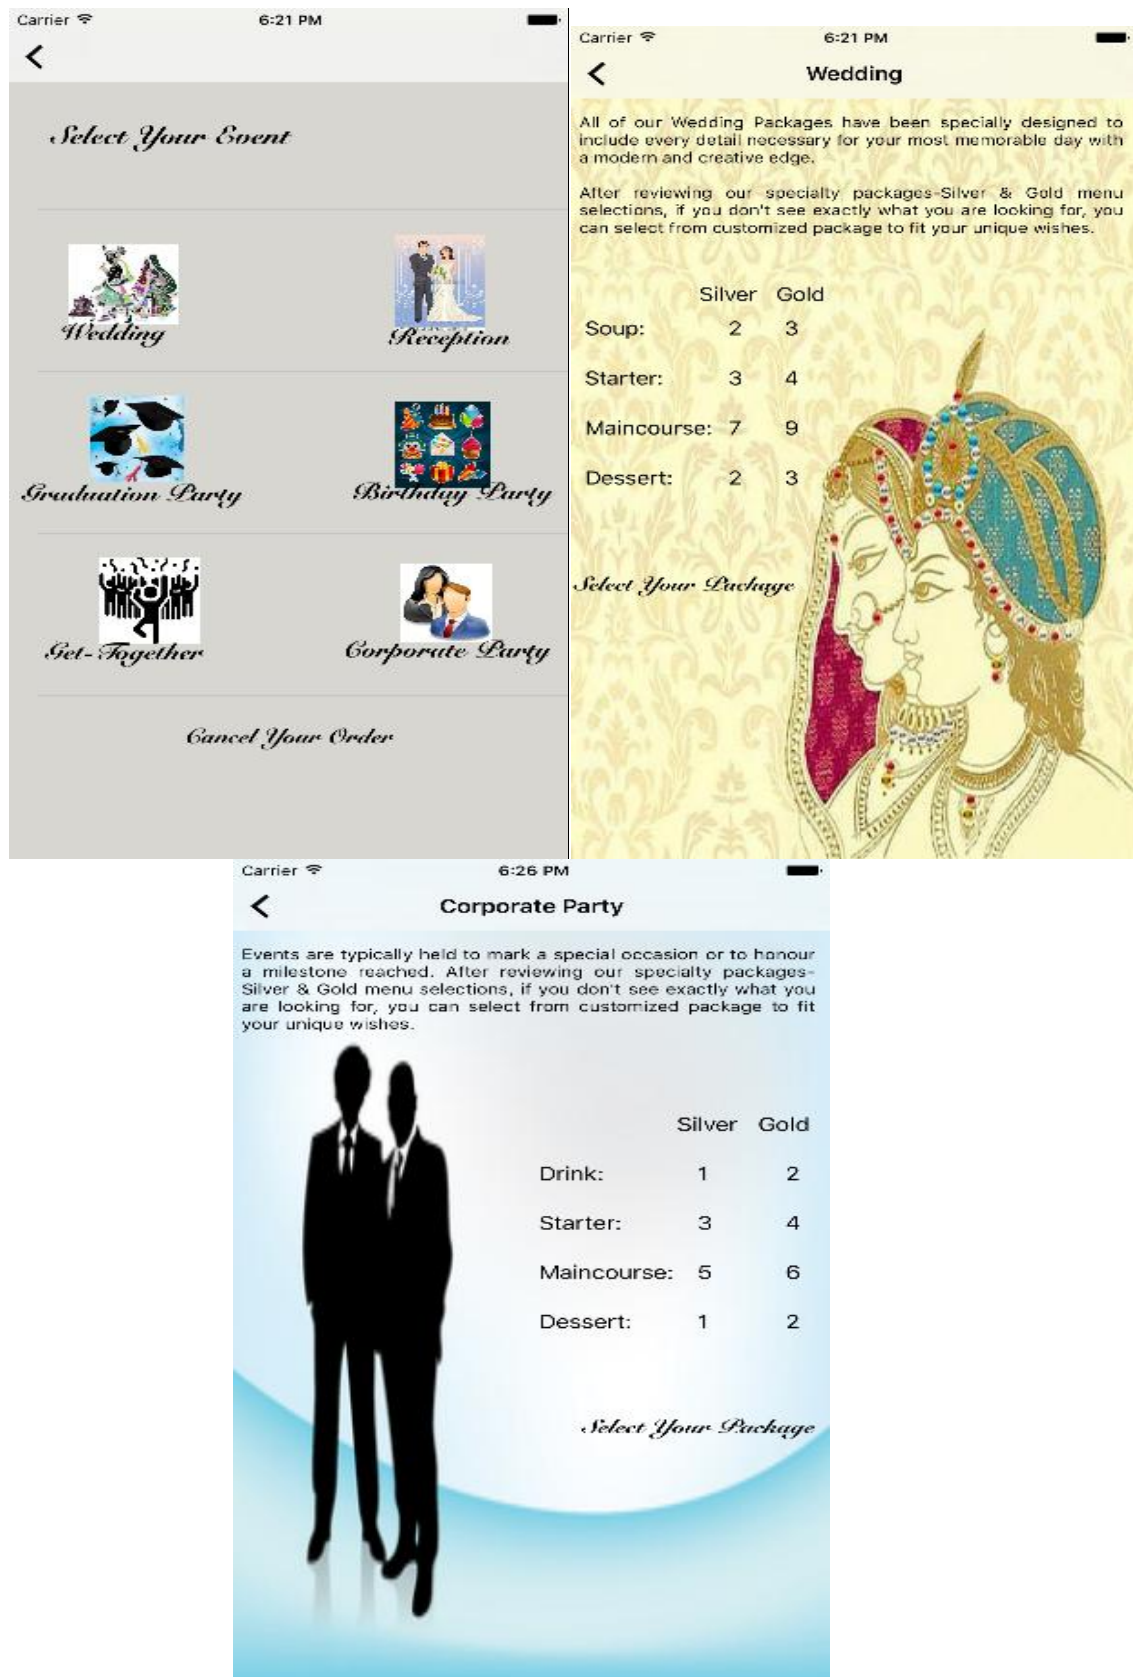 Carrier 6:21 PM
Select Your Event
Wedding Reception
Graduation Party Birthday Party
Get-Together Corporate Party
Cancel Your Order
Carrier 6:21 PM
Wedding
All of our Wedding Packages have been specially designed to
include every detail necessary for your most memorable day with
a modern and creative edge.
After reviewing our specialty packages-Silver & Gold menu
selections, if you don't see exactly what you are looking for, you
can select from customized package to fit your unique wishes.
Silver Gold
Soup: 2 3
Starter: 3 4
Maincourse: 7 9
Dessert: 2 3
Select Your Package
Carrier 6:26 PM
Corporate Party
Events are typically held to mark a special occasion or to honour
a milestone reached. After reviewing our specialty packages-
Silver & Gold menu selections, if you don't see exactly what you
are looking for, you can select from customized package to fit
your unique wishes.
Silver Gold
Drink: 1 2
Starter: 3 4
Maincourse: 5 6
Dessert: 1 2
Select Your Package